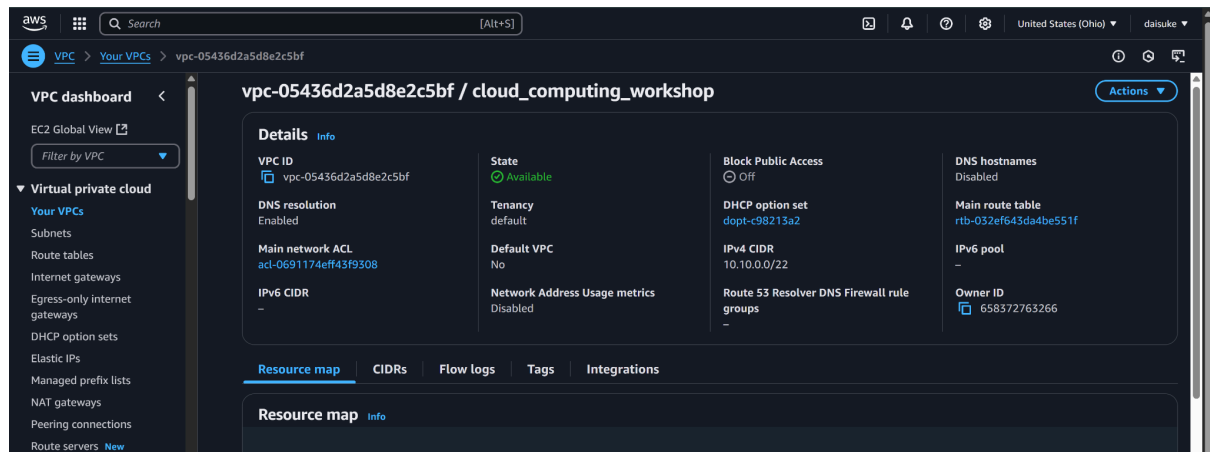 aws
Search [Alt+S]
United States (Ohio) ▼ daisuke ▼
VPC > Your VPCs > vpc-05436d2a5d8e2c5bf
VPC dashboard
EC2 Global View
Filter by VPC
Virtual private cloud
Your VPCs
Subnets
Route tables
Internet gateways
Egress-only internet
gateways
DHCP option sets
Elastic IPs
Managed prefix lists
NAT gateways
Peering connections
Route servers New
vpc-05436d2a5d8e2c5bf / cloud_computing_workshop
Actions ▼
Details Info
VPC ID
vpc-05436d2a5d8e2c5bf
State
Available
Block Public Access
Off
DNS hostnames
Disabled
DNS resolution
Enabled
Tenancy
default
DHCP option set
dopt-c98213a2
Main route table
rtb-032ef643da4be551f
Main network ACL
acl-0691174eff43f9308
Default VPC
No
IPv4 CIDR
10.10.0.0/22
IPv6 pool
–
IPv6 CIDR
–
Network Address Usage metrics
Disabled
Route 53 Resolver DNS Firewall rule
groups
–
Owner ID
658372763266
Resource map CIDRs Flow logs Tags Integrations
Resource map Info